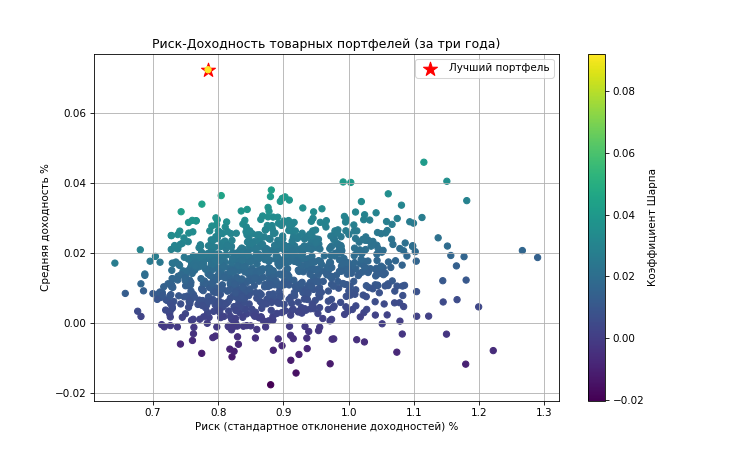 Риск-Доходность товарных портфелей (за три года)
Лучший портфель
Средняя доходность %
0.06
0.04
0.02
0.00
−0.02
0.7 0.8 0.9 1.0 1.1 1.2 1.3
Риск (стандартное отклонение доходностей) %
0.08
0.06
0.04
0.02
0.00
−0.02
Коэффициент Шарпа